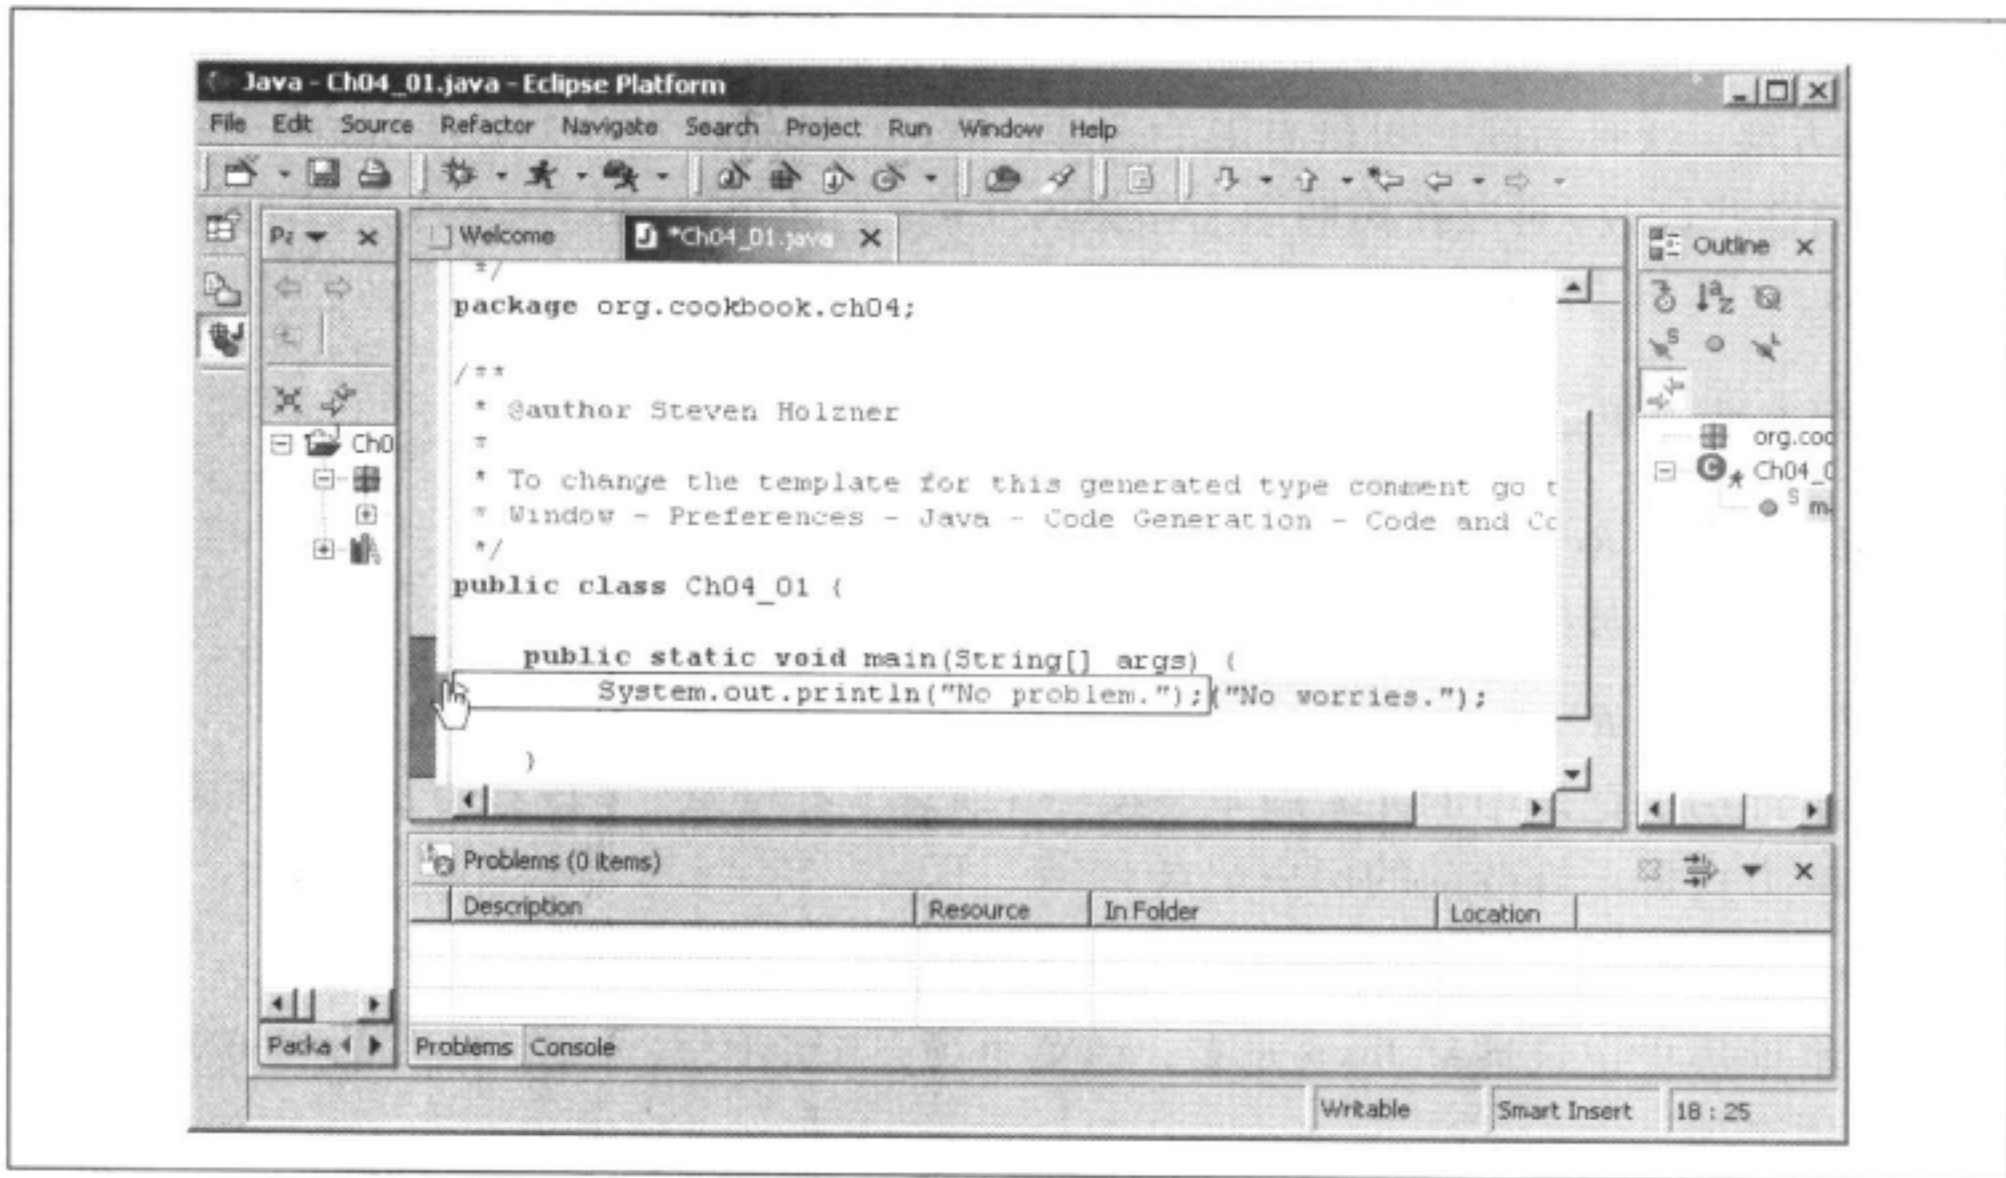 Java - Ch04_01.java - Eclipse Platform
File Edit Source Refactor Navigate Search Project Run Window Help
Pa
Welcome
*Ch04_01.java
Outline
*/
package org.cookbook.ch04;
/**
* @author Steven Holzner
*
* To change the template for this generated type comment go t
* Window - Preferences - Java - Code Generation - Code and Co
*/
public class Ch04_01 {
public static void main(String[] args) {
System.out.println("No problem.");("No worries.");
}
Ch0
org.coo
Ch04_0
S m
Problems (0 items)
Description Resource In Folder Location
Packa
Problems Console
Writable Smart Insert 18 : 25